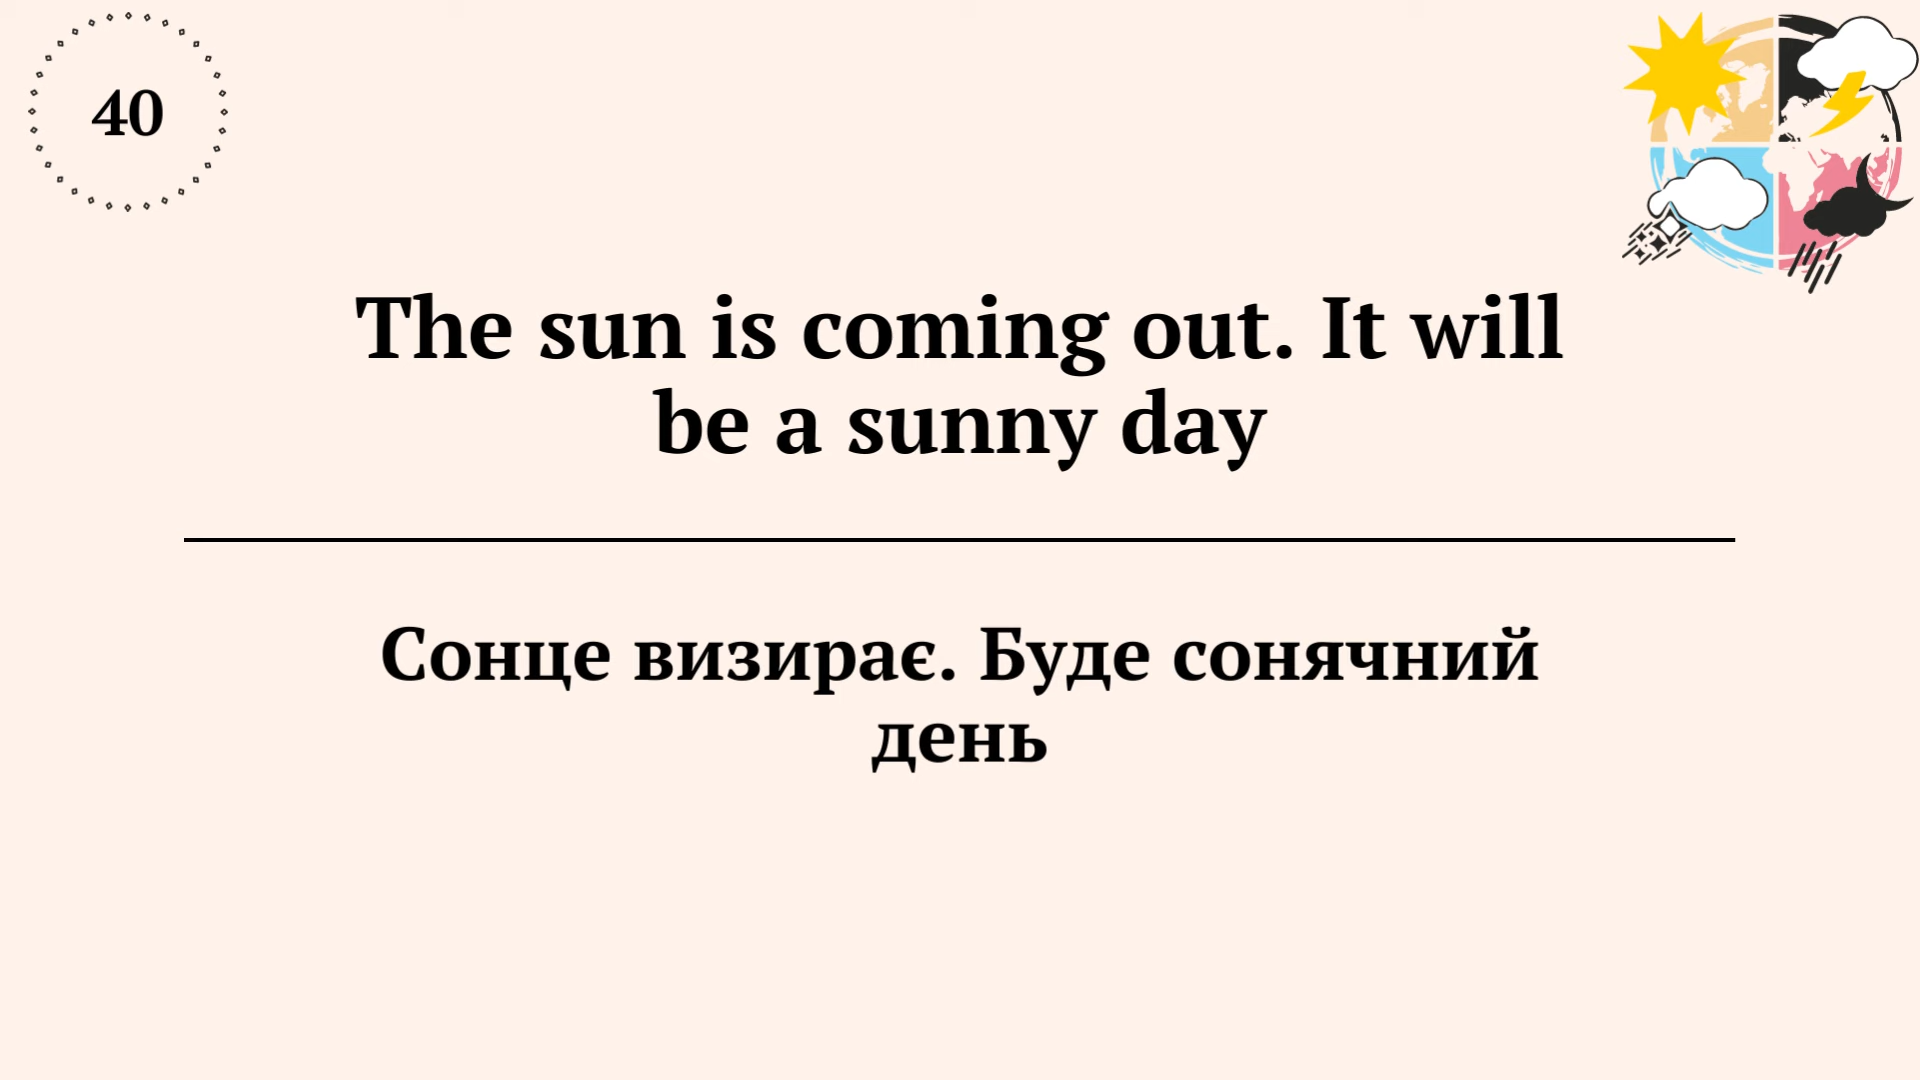 40
The sun is coming out. It will
be a sunny day
Сонце визирає. Буде сонячний
день